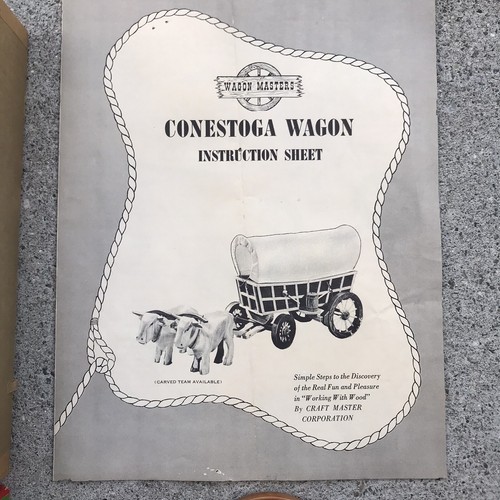 WAGON MASTERS
CONESTOGA WAGON
INSTRUCTION SHEET
(CARVED TEAM AVAILABLE)
Simple Steps to the Discovery
of the Real Fun and Pleasure
in "Working With Wood"
By CRAFT MASTER
CORPORATION